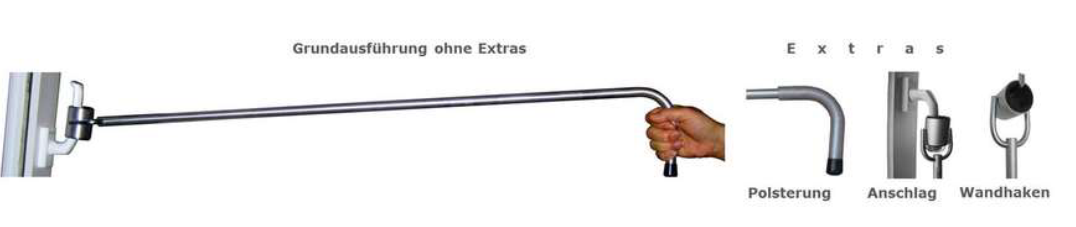 Grundausführung ohne Extras
E x t r a s
Polsterung
Anschlag
Wandhaken